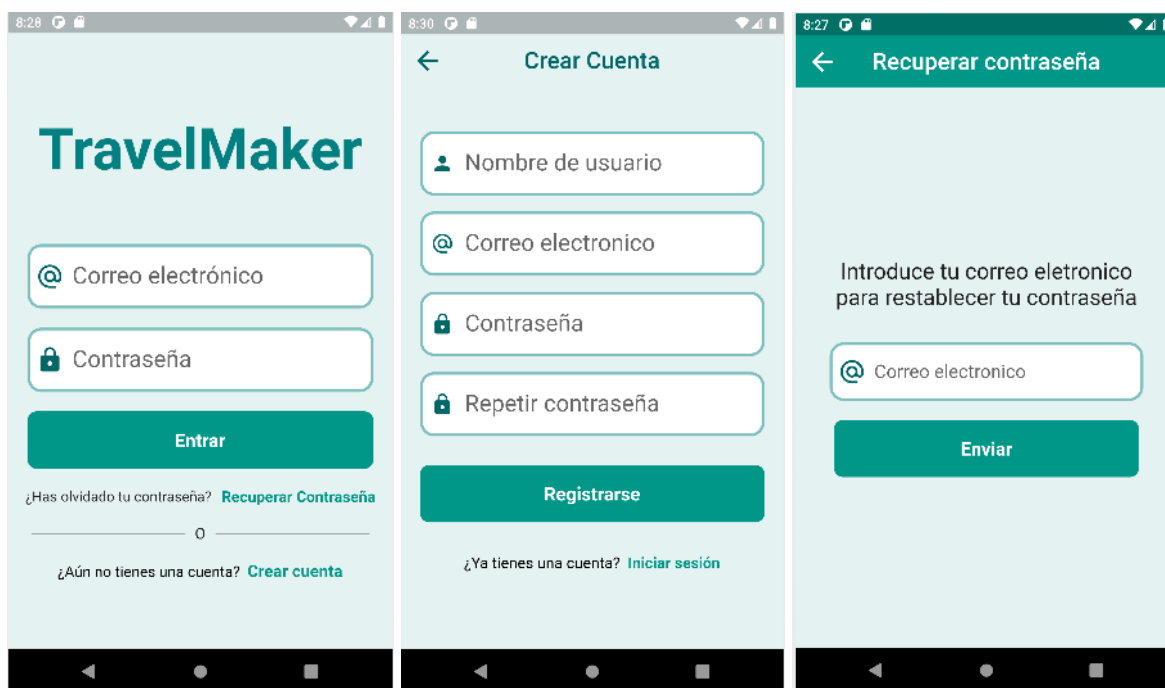 8:28
TravelMaker
Correo electrónico
Contraseña
Entrar
¿Has olvidado tu contraseña? Recuperar Contraseña
O
¿Aún no tienes una cuenta? Crear cuenta
8:30
Crear Cuenta
Nombre de usuario
Correo electronico
Contraseña
Repetir contraseña
Registrarse
¿Ya tienes una cuenta? Iniciar sesión
8:27
Recuperar contraseña
Introduce tu correo eletronico
para restablecer tu contraseña
Correo electronico
Enviar